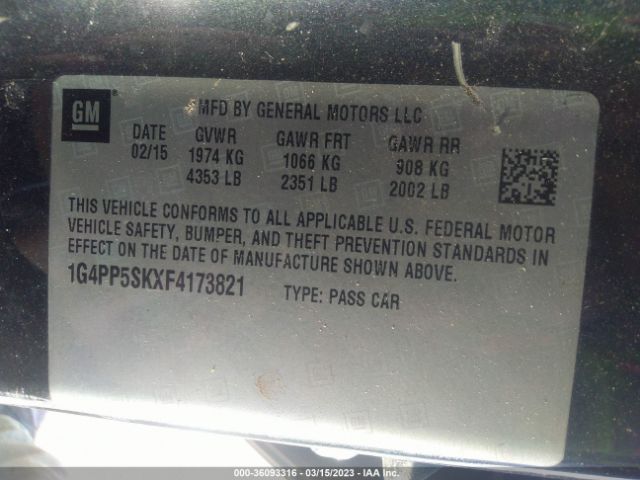 GM
MFD BY GENERAL MOTORS LLC
DATE GVWR GAWR FRT GAWR RR
02/15 1974 KG 1066 KG 908 KG
4353 LB 2351 LB 2002 LB
THIS VEHICLE CONFORMS TO ALL APPLICABLE U.S. FEDERAL MOTOR
VEHICLE SAFETY, BUMPER, AND THEFT PREVENTION STANDARDS IN
EFFECT ON THE DATE OF MANUFACTURE SHOWN ABOVE.
1G4PP5SKXF4173821 TYPE: PASS CAR
000-36093316 - 03/15/2023 - IAA Inc.